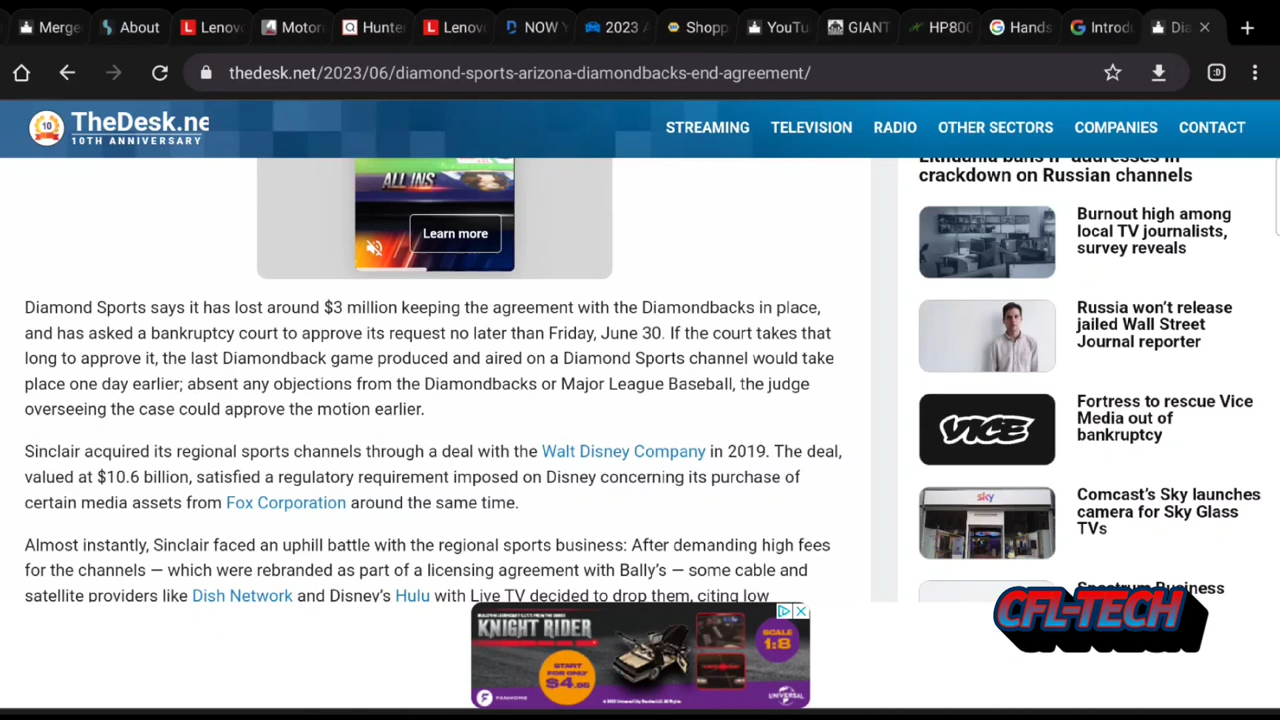 Merge
About
Lenov
Motor
Hunter
Lenov
NOW
2023
Shopp
YouTu
GIANT
HP800
Hands
Introdu
Dia
thedesk.net/2023/06/diamond-sports-arizona-diamondbacks-end-agreement/
:D
10
TheDesk.ne
10TH ANNIVERSARY
STREAMING
TELEVISION
RADIO
OTHER SECTORS
COMPANIES
CONTACT
ALL INS
Learn more
Diamond Sports says it has lost around $3 million keeping the agreement with the Diamondbacks in place,
and has asked a bankruptcy court to approve its request no later than Friday, June 30. If the court takes that
long to approve it, the last Diamondback game produced and aired on a Diamond Sports channel would take
place one day earlier; absent any objections from the Diamondbacks or Major League Baseball, the judge
overseeing the case could approve the motion earlier.
Sinclair acquired its regional sports channels through a deal with the Walt Disney Company in 2019. The deal,
valued at $10.6 billion, satisfied a regulatory requirement imposed on Disney concerning its purchase of
certain media assets from Fox Corporation around the same time.
Almost instantly, Sinclair faced an uphill battle with the regional sports business: After demanding high fees
for the channels — which were rebranded as part of a licensing agreement with Bally's — some cable and
satellite providers like Dish Network and Disney's Hulu with Live TV decided to drop them, citing low
Lithuania bans IP addresses in
crackdown on Russian channels
Burnout high among
local TV journalists,
survey reveals
Russia won't release
jailed Wall Street
Journal reporter
VICE
Fortress to rescue Vice
Media out of
bankruptcy
sky
Comcast's Sky launches
camera for Sky Glass
TVs
Spectrum Business
CFL-TECH
KNIGHT RIDER
START
FOR ONLY
$4.96
SCALE
1:8
FANHOME
UNIVERSAL